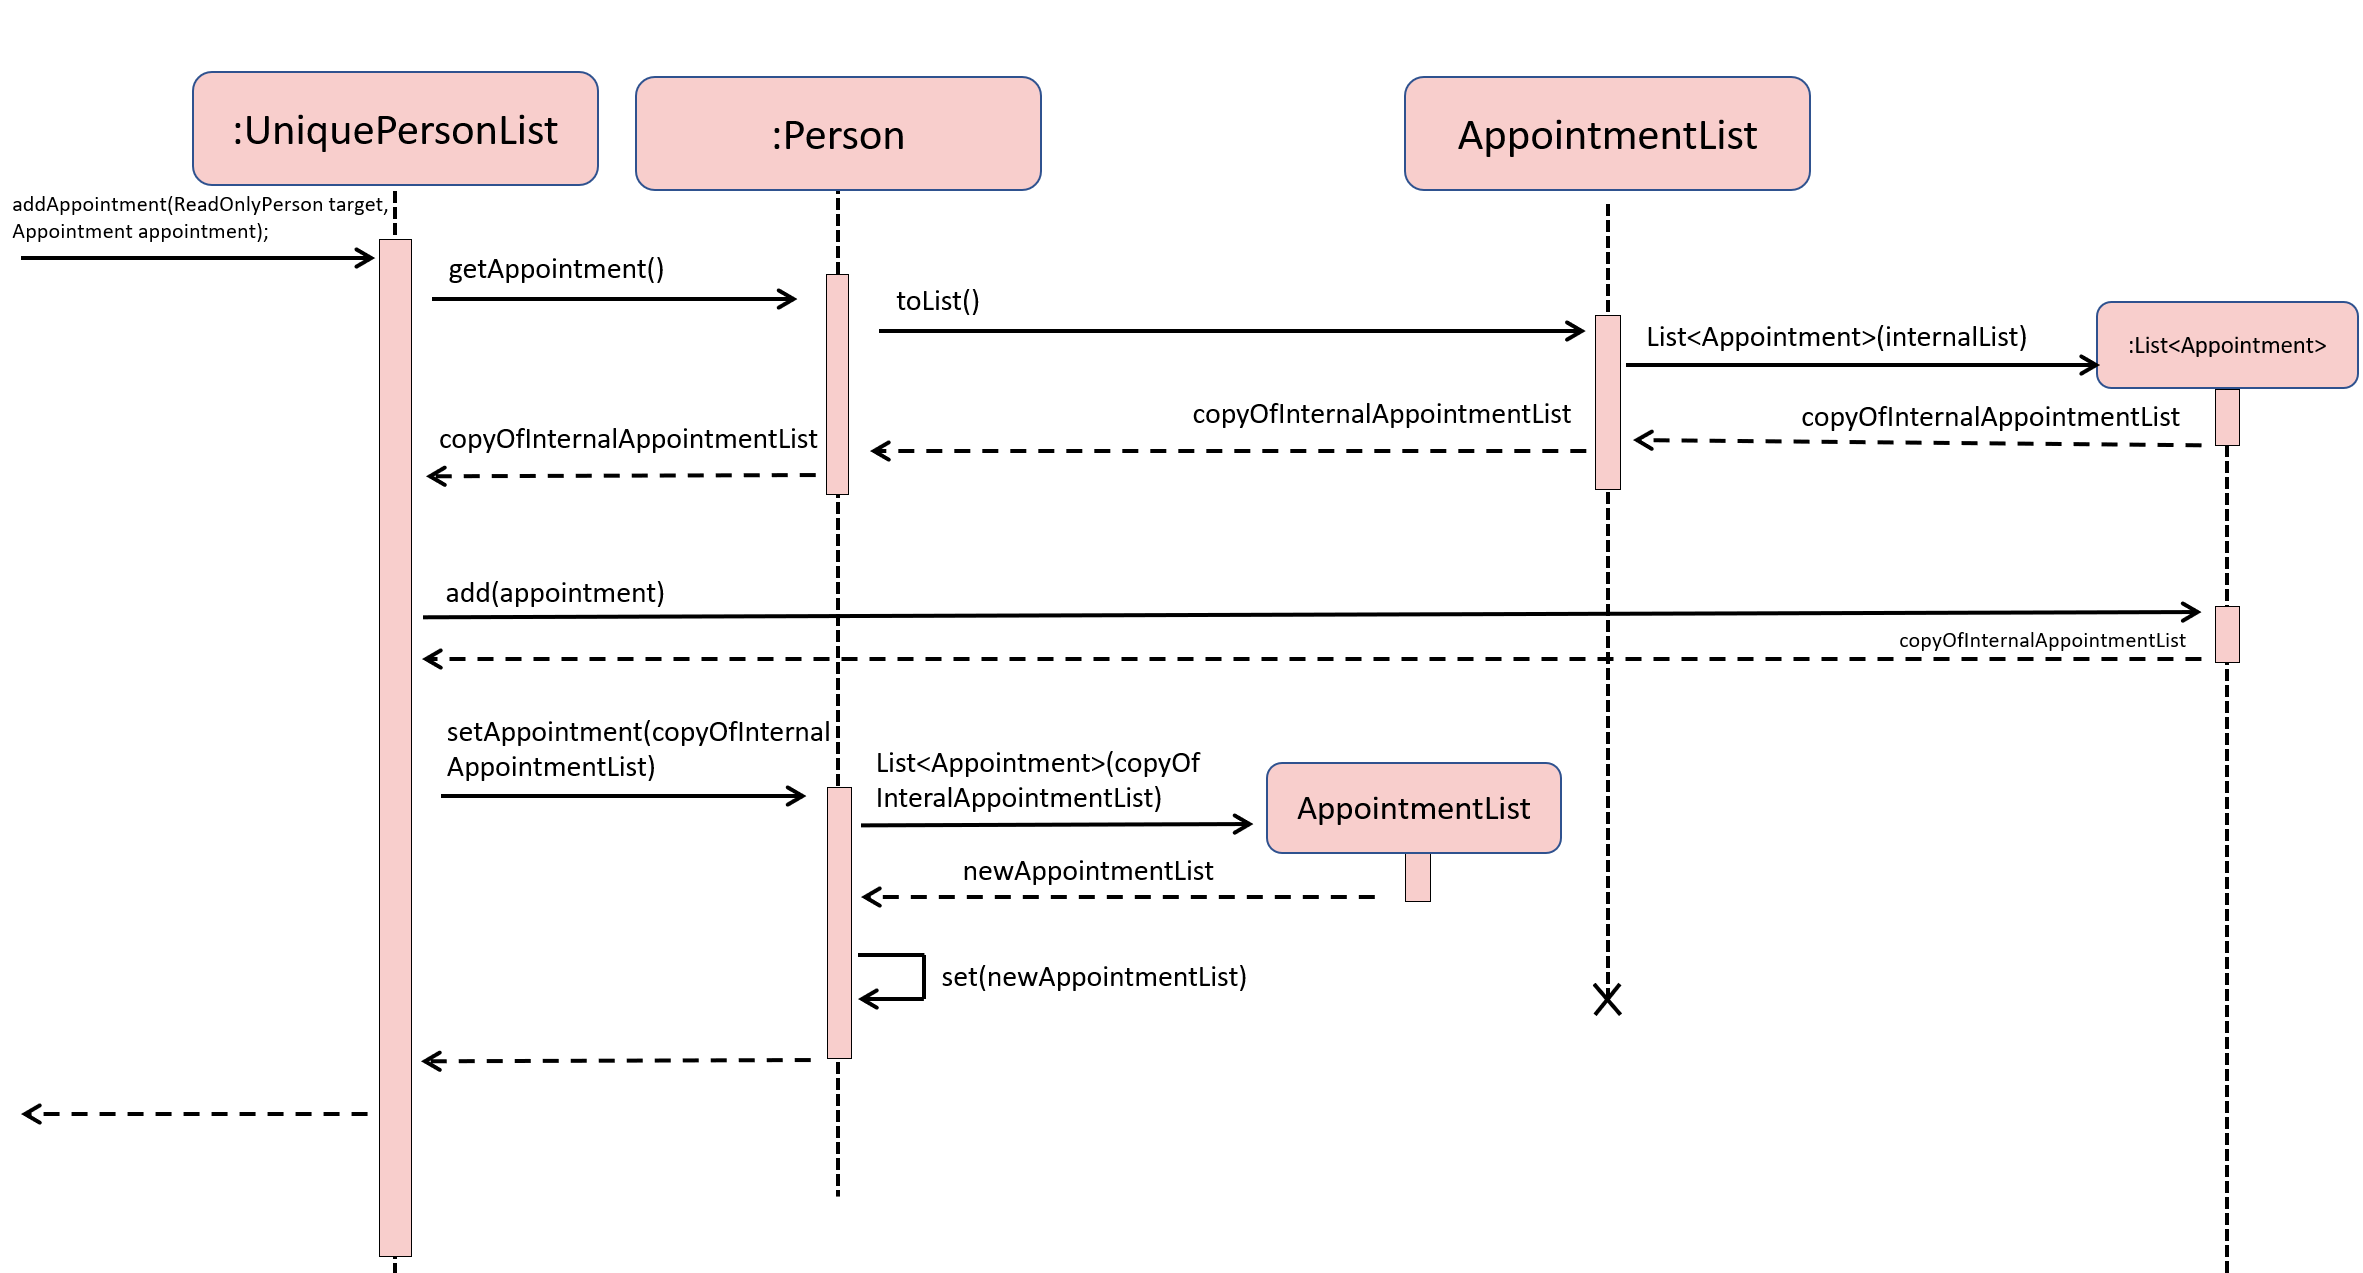 :UniquePersonList
:Person
AppointmentList
addAppointment(ReadOnlyPerson target,
Appointment appointment);
getAppointment()
toList()
List<Appointment>(internalList)
:List<Appointment>
copyOfInternalAppointmentList
copyOfInternalAppointmentList
copyOfInternalAppointmentList
add(appointment)
copyOfInternalAppointmentList
setAppointment(copyOfInternal
AppointmentList)
List<Appointment>(copyOf
InteralAppointmentList)
AppointmentList
newAppointmentList
set(newAppointmentList)